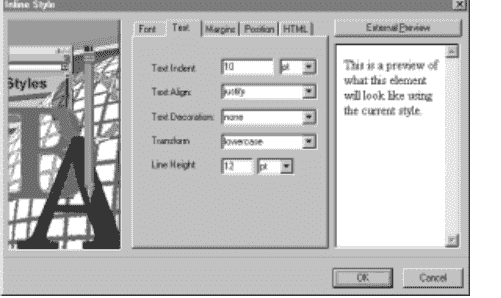 Inline Style
Font Text Margins Position HTML
External Preview
Styles
Text Indent: 10 pt
Text Align: justify
Text Decoration: none
Transform lowercase
Line Height 12 pt
This is a preview of
what this element
will look like using
the current style.
OK Cancel